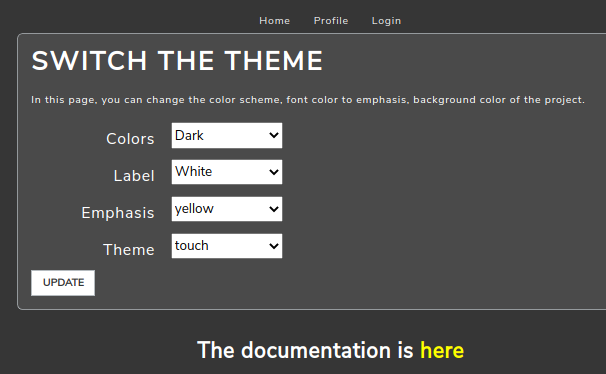 Home Profile Login
SWITCH THE THEME
In this page, you can change the color scheme, font color to emphasis, background color of the project.
Colors Dark
Label White
Emphasis yellow
Theme touch
UPDATE
The documentation is here